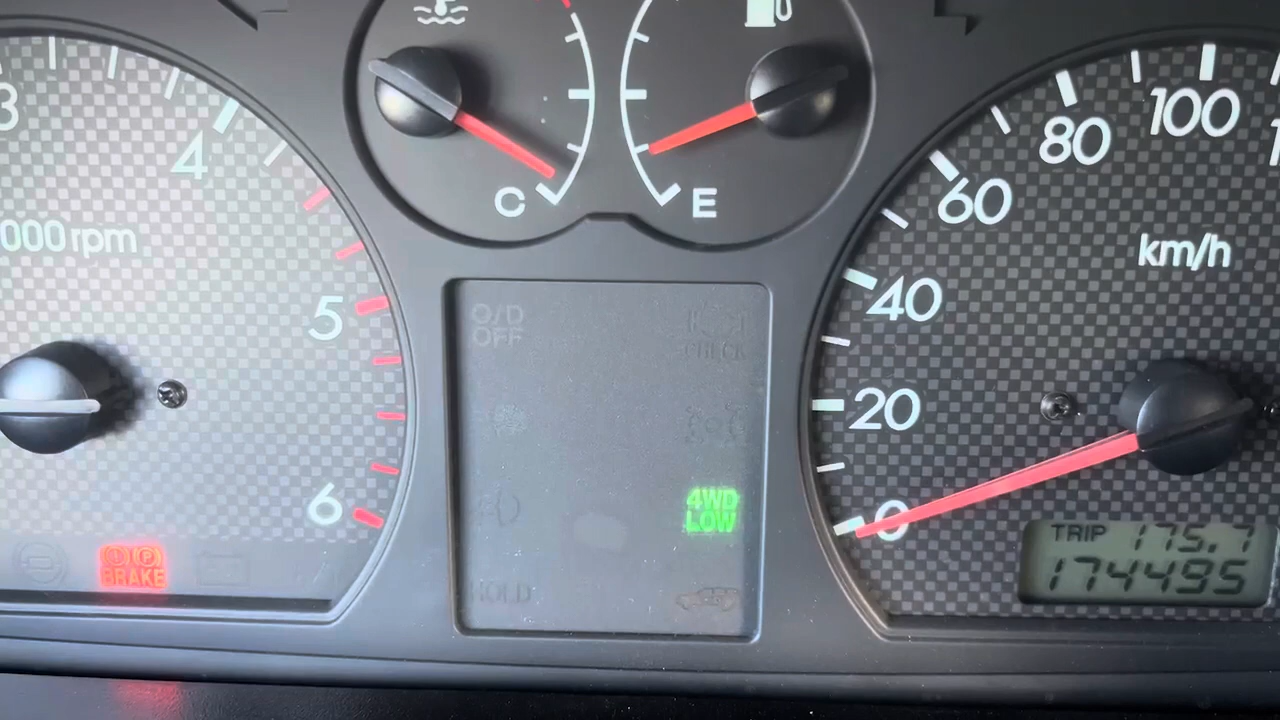 3
4
000 rpm
5
6
BRAKE
C
E
O/D
OFF
CHECK
HOLD
4WD
LOW
100
80
60
km/h
40
20
0
TRIP 175.7
174495